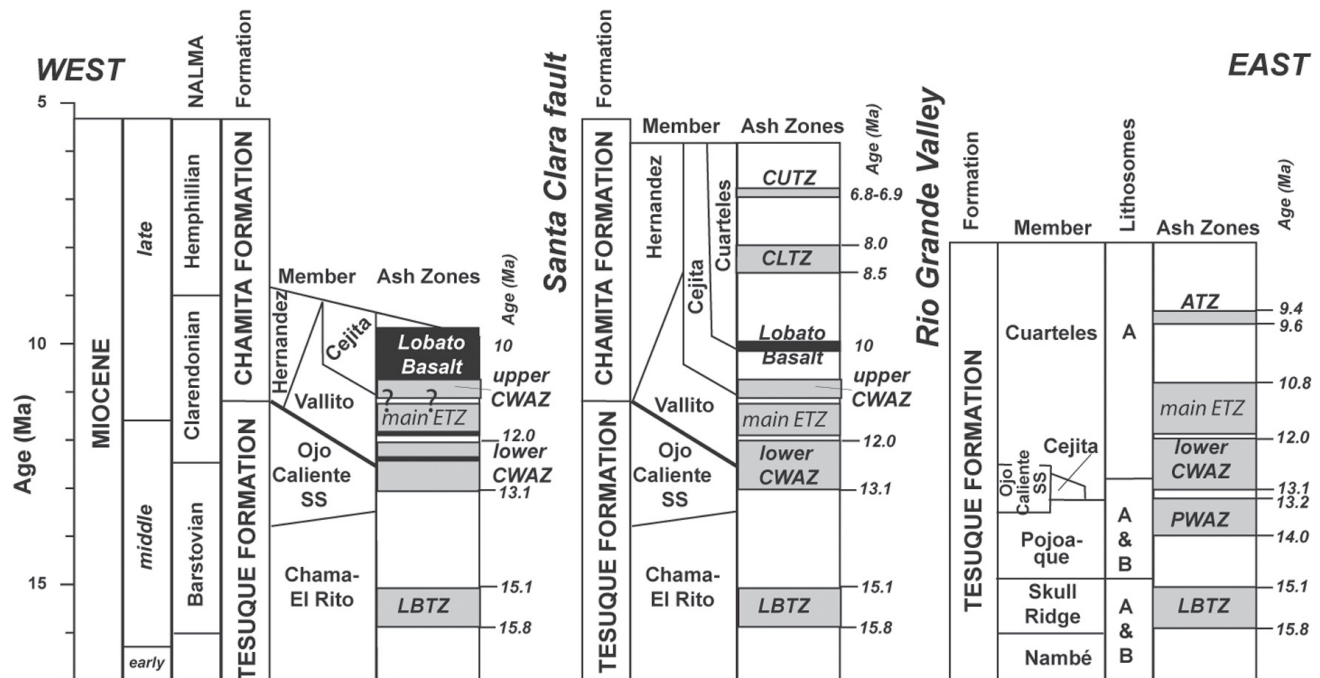 WEST
EAST
Age (Ma)
5
10
15
MIOCENE
late
middle
early
NALMA
Hemphillian
Clarendonian
Barstovian
Formation
CHAMITA FORMATION
TESUQUE FORMATION
Member
Hernandez
Cejita
Vallito
Ojo
Caliente
SS
Chama-
El Rito
Ash Zones
Lobato
Basalt
? ?
main ETZ
LBTZ
Age (Ma)
10
upper
CWAZ
12.0
lower
CWAZ
13.1
15.1
15.8
Santa Clara fault
Formation
CHAMITA FORMATION
TESUQUE FORMATION
Member
Hernandez
Cejita
Cuarteles
Vallito
Ojo
Caliente
SS
Chama-
El Rito
Ash Zones
CUTZ
CLTZ
Lobato
Basalt
main ETZ
lower
CWAZ
LBTZ
Age (Ma)
6.8-6.9
8.0
8.5
10
upper
CWAZ
12.0
13.1
15.1
15.8
Rio Grande Valley
Formation
TESUQUE FORMATION
Member
Cuarteles
Cejita
Ojo
Caliente
SS
Pojoa-
que
Skull
Ridge
Nambé
Lithosomes
A
A
&
B
A
&
B
Ash Zones
ATZ
main ETZ
lower
CWAZ
PWAZ
LBTZ
Age (Ma)
9.4
9.6
10.8
12.0
13.1
13.2
14.0
15.1
15.8